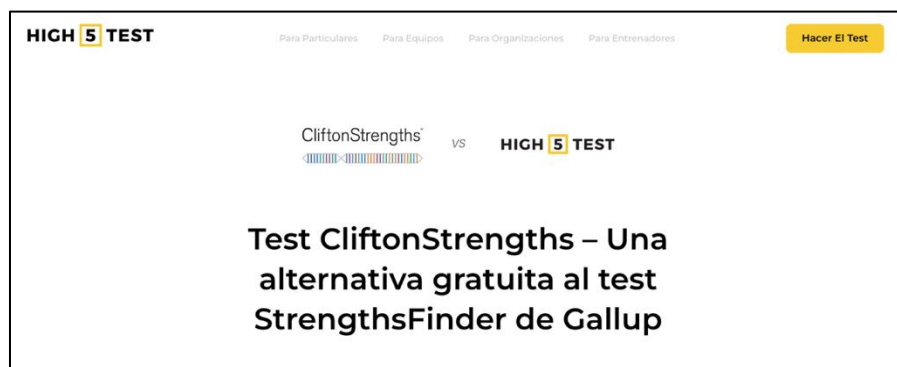 HIGH 5 TEST
Para Particulares Para Equipos Para Organizaciones Para Entrenadores
Hacer El Test
CliftonStrengths® VS HIGH 5 TEST
Test CliftonStrengths – Una
alternativa gratuita al test
StrengthsFinder de Gallup